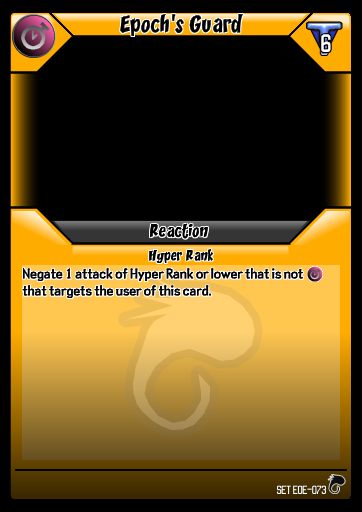 Epoch's Guard
6
Reaction
Hyper Rank
Negate 1 attack of Hyper Rank or lower that is not
that targets the user of this card.
SET EOE-073